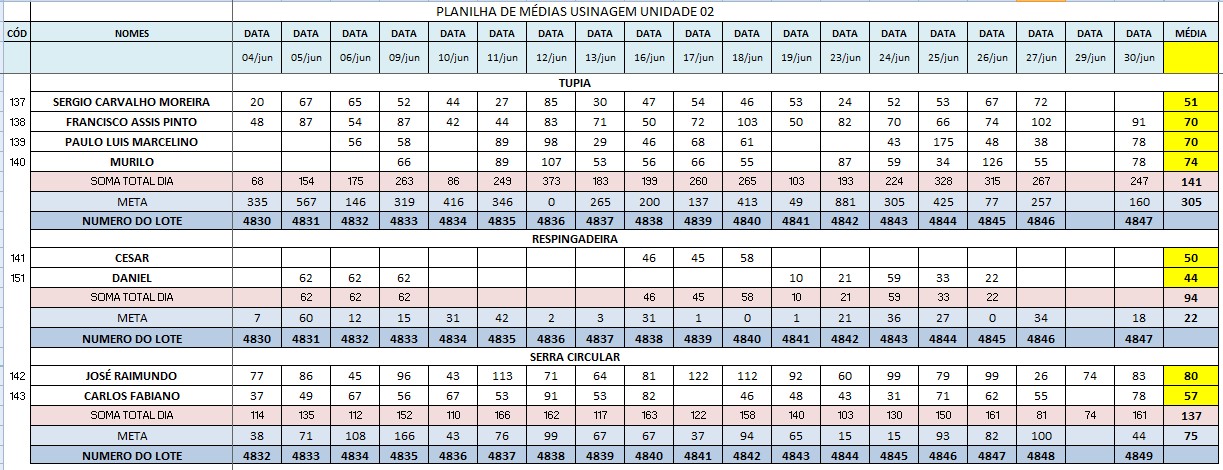 PLANILHA DE MÉDIAS USINAGEM UNIDADE 02
CÓD NOMES DATA DATA DATA DATA DATA DATA DATA DATA DATA DATA DATA DATA DATA DATA DATA DATA DATA DATA DATA MÉDIA
04/jun 05/jun 06/jun 09/jun 10/jun 11/jun 12/jun 13/jun 16/jun 17/jun 18/jun 19/jun 23/jun 24/jun 25/jun 26/jun 27/jun 29/jun 30/jun
TUPIA
137 SERGIO CARVALHO MOREIRA 20 67 65 52 44 27 85 30 47 54 46 53 24 52 53 67 72 51
138 FRANCISCO ASSIS PINTO 48 87 54 87 42 44 83 71 50 72 103 50 82 70 66 74 102 91 70
139 PAULO LUIS MARCELINO 56 58 89 98 29 46 68 61 43 175 48 38 78 70
140 MURILO 66 89 107 53 56 66 55 87 59 34 126 55 78 74
SOMA TOTAL DIA 68 154 175 263 86 249 373 183 199 260 265 103 193 224 328 315 267 247 141
META 335 567 146 319 416 346 0 265 200 137 413 49 881 305 425 77 257 160 305
NUMERO DO LOTE 4830 4831 4832 4833 4834 4835 4836 4837 4838 4839 4840 4841 4842 4843 4844 4845 4846 4847
RESPINGADEIRA
141 CESAR 46 45 58 50
151 DANIEL 62 62 62 10 21 59 33 22 44
SOMA TOTAL DIA 62 62 62 46 45 58 10 21 59 33 22 94
META 7 60 12 15 31 42 2 3 31 1 0 1 21 36 27 0 34 18 22
NUMERO DO LOTE 4830 4831 4832 4833 4834 4835 4836 4837 4838 4839 4840 4841 4842 4843 4844 4845 4846 4847
SERRA CIRCULAR
142 JOSÉ RAIMUNDO 77 86 45 96 43 113 71 64 81 122 112 92 60 99 79 99 26 74 83 80
143 CARLOS FABIANO 37 49 67 56 67 53 91 53 82 46 48 43 31 71 62 55 78 57
SOMA TOTAL DIA 114 135 112 152 110 166 162 117 163 122 158 140 103 130 150 161 81 74 161 137
META 38 71 108 166 43 76 99 67 67 37 94 65 15 15 93 82 100 44 75
NUMERO DO LOTE 4832 4833 4834 4835 4836 4837 4838 4839 4840 4841 4842 4843 4844 4845 4846 4847 4848 4849